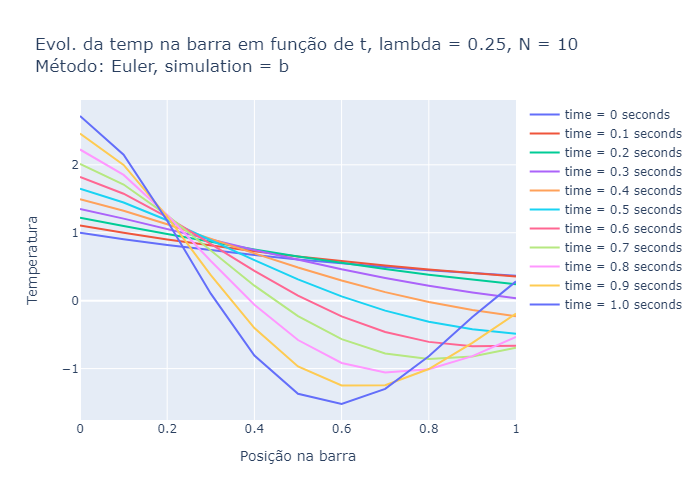 Evol. da temp na barra em função de t, lambda = 0.25, N = 10
Método: Euler, simulation = b
Temperatura
2
1
0
−1
0
0.2
0.4
0.6
0.8
1
Posição na barra
time = 0 seconds
time = 0.1 seconds
time = 0.2 seconds
time = 0.3 seconds
time = 0.4 seconds
time = 0.5 seconds
time = 0.6 seconds
time = 0.7 seconds
time = 0.8 seconds
time = 0.9 seconds
time = 1.0 seconds